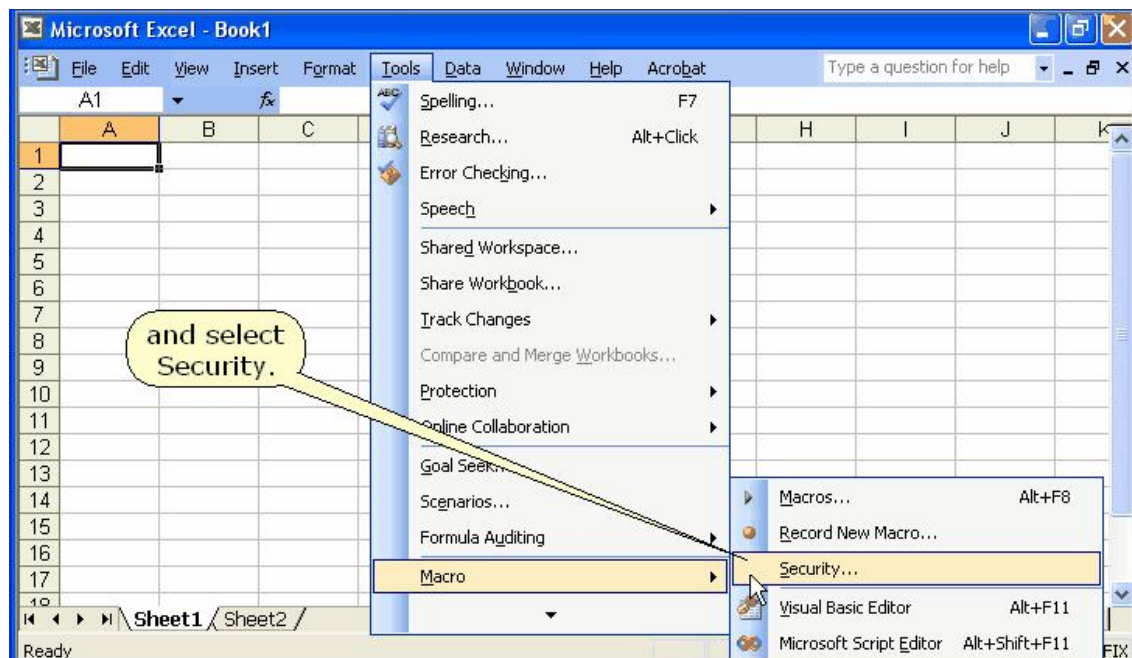 Microsoft Excel - Book1
File Edit View Insert Format Tools Data Window Help Acrobat Type a question for help
A1 fx
ABC Spelling... F7
Research... Alt+Click
Error Checking...
Speech
Shared Workspace...
Share Workbook...
Track Changes
Compare and Merge Workbooks...
Protection
Online Collaboration
Goal Seek...
Scenarios...
Formula Auditing
Macro
Macros... Alt+F8
Record New Macro...
Security...
Visual Basic Editor Alt+F11
Microsoft Script Editor Alt+Shift+F11
A B C H I J K
1
2
3
4
5
6
7
8
9
10
11
12
13
14
15
16
17
18
and select
Security.
Sheet1 Sheet2
Ready FIX